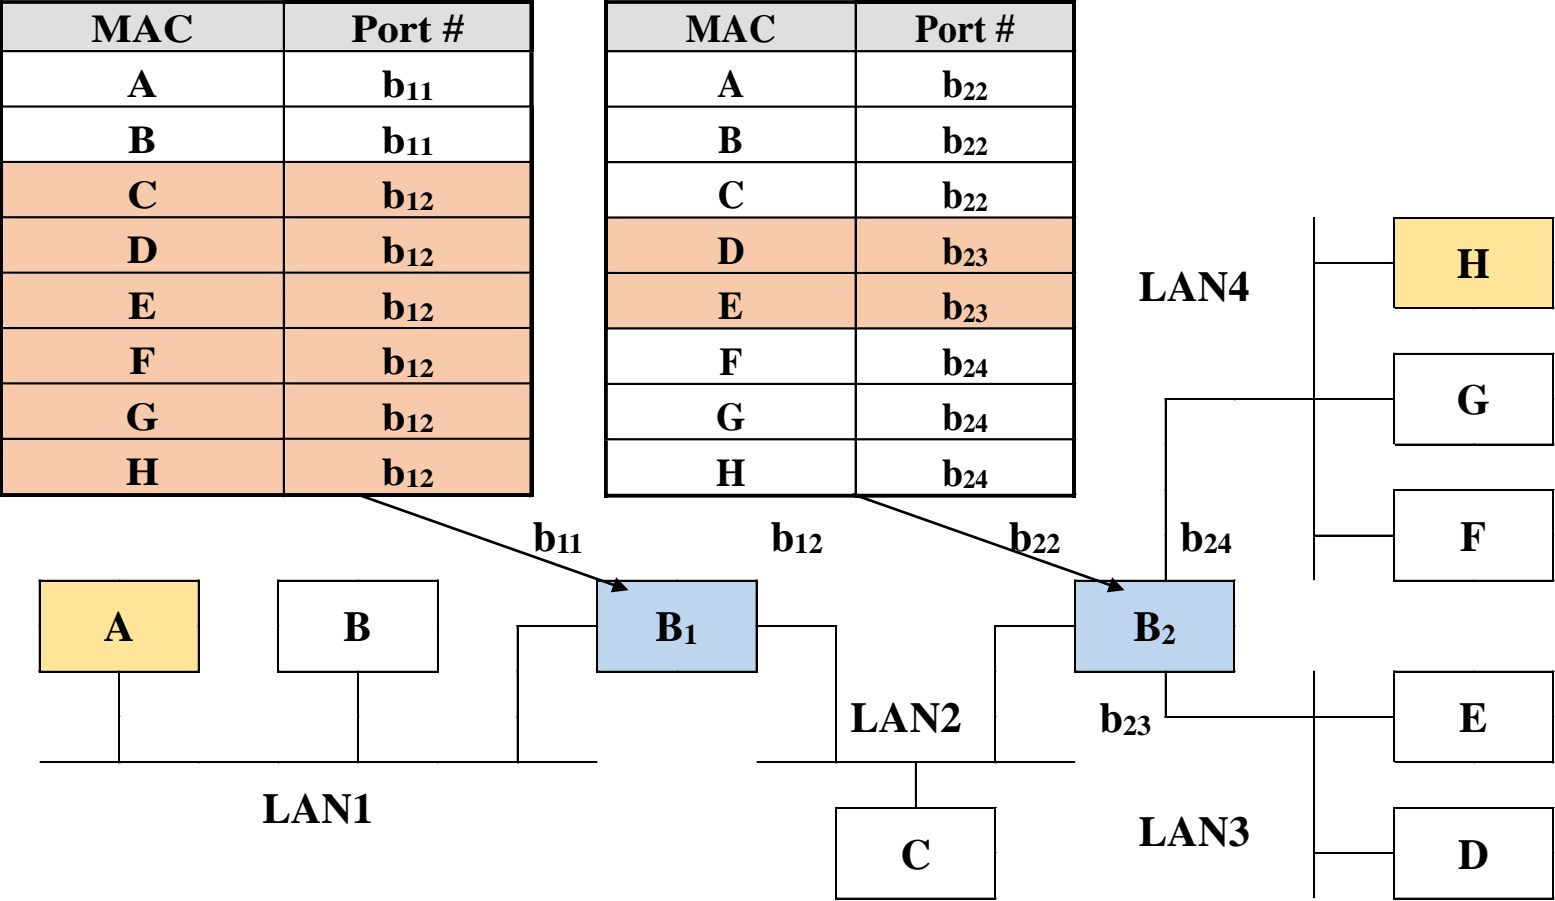 MAC Port # MAC Port #
A b₁₁ A b₂₂
B b₁₁ B b₂₂
C b₁₂ C b₂₂
D b₁₂ D b₂₃
E b₁₂ E b₂₃
F b₁₂ F b₂₄
G b₁₂ G b₂₄
H b₁₂ H b₂₄
H
LAN4
G
b₁₁ b₁₂ b₂₂ b₂₄ F
A B B₁ B₂
LAN2 b₂₃ E
LAN1
C LAN3 D